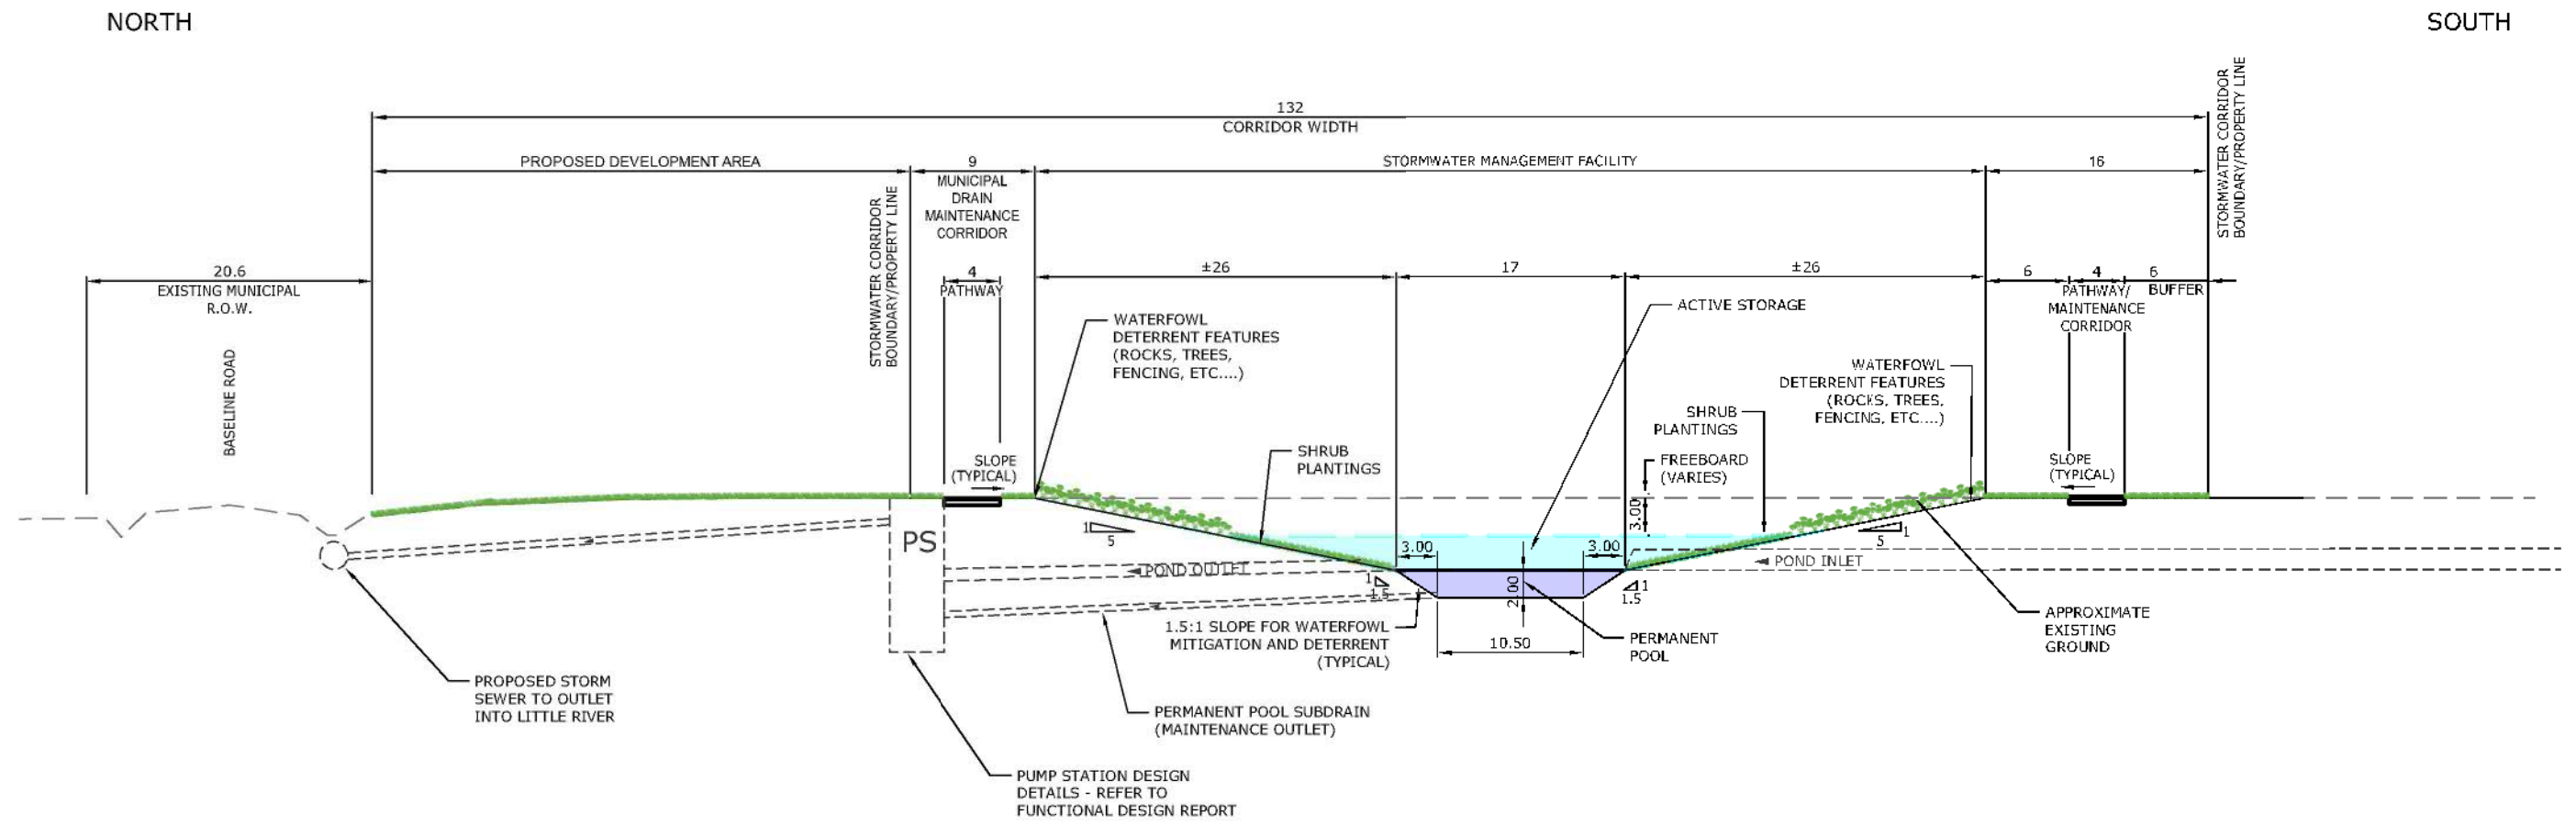 NORTH
SOUTH
132
CORRIDOR WIDTH
STORMWATER CORRIDOR
BOUNDARY/PROPERTY LINE
PROPOSED DEVELOPMENT AREA
9
MUNICIPAL
DRAIN
MAINTENANCE
CORRIDOR
STORMWATER MANAGEMENT FACILITY
16
STORMWATER CORRIDOR
BOUNDARY/PROPERTY LINE
20.6
EXISTING MUNICIPAL
R.O.W.
BASELINE ROAD
4
PATHWAY
±26
17
±26
6
4
6
PATHWAY/
MAINTENANCE
CORRIDOR
BUFFER
WATERFOWL
DETERRENT FEATURES
(ROCKS, TREES,
FENCING, ETC....)
ACTIVE STORAGE
WATERFOWL
DETERRENT FEATURES
(ROCKS, TREES,
FENCING, ETC....)
SHRUB
PLANTINGS
SHRUB
PLANTINGS
FREEBOARD
(VARIES)
SLOPE
(TYPICAL)
SLOPE
(TYPICAL)
3.00
1
5
1
5
PS
3.00
3.00
POND OUTLET
POND INLET
1
1.5
2.00
1
1.5
1.5:1 SLOPE FOR WATERFOWL
MITIGATION AND DETERRENT
(TYPICAL)
10.50
PERMANENT
POOL
APPROXIMATE
EXISTING
GROUND
PROPOSED STORM
SEWER TO OUTLET
INTO LITTLE RIVER
PERMANENT POOL SUBDRAIN
(MAINTENANCE OUTLET)
PUMP STATION DESIGN
DETAILS - REFER TO
FUNCTIONAL DESIGN REPORT